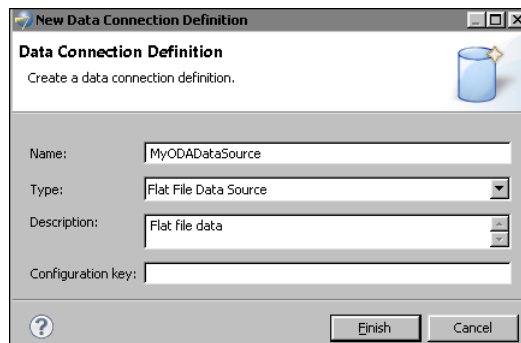 New Data Connection Definition
Data Connection Definition
Create a data connection definition.
Name: MyODADataSource
Type: Flat File Data Source
Description: Flat file data
Configuration key:
? Finish Cancel